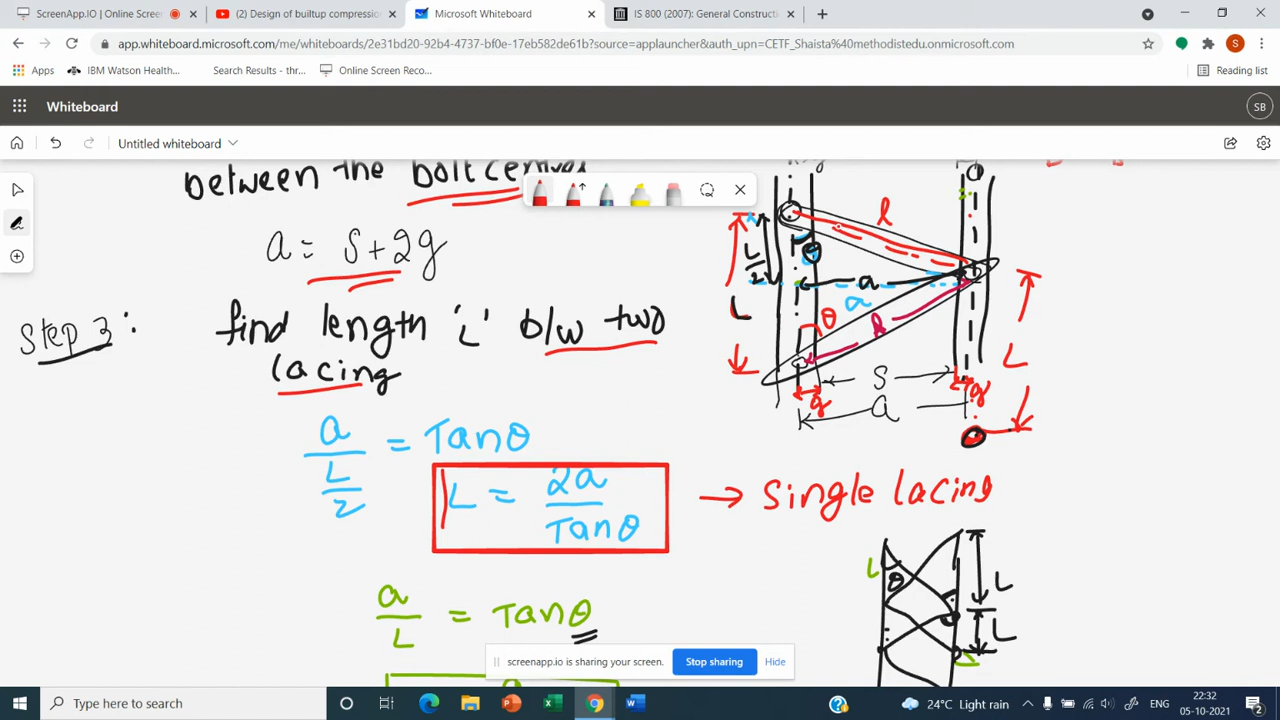 ScreenApp.IO | Online Scree
(2) Design of builtup compressio
Microsoft Whiteboard
IS 800 (2007): General Constructi
app.whiteboard.microsoft.com/me/whiteboards/2e31bd20-92b4-4737-bf0e-17eb582de61b?source=applauncher&auth_upn=CETF_Shaista%40methodistedu.onmicrosoft.com
S
Apps
IBM Watson Health...
Search Results - thr...
Online Screen Reco...
Reading list
Whiteboard
SB
Untitled whiteboard
between the bolt centres
a = S+2g
Step 3:
find length 'L' b/w two
lacing
a
L/2
= Tanθ
L = 2a
Tanθ
→ Single lacing
a
L
= Tanθ
l
L/2
θ
a
a
L
θ
l
L
S
g
g
a
L
θ
L
L
screenapp.io is sharing your screen.
Stop sharing
Hide
Type here to search
24°C Light rain
ENG
22:32
05-10-2021
2